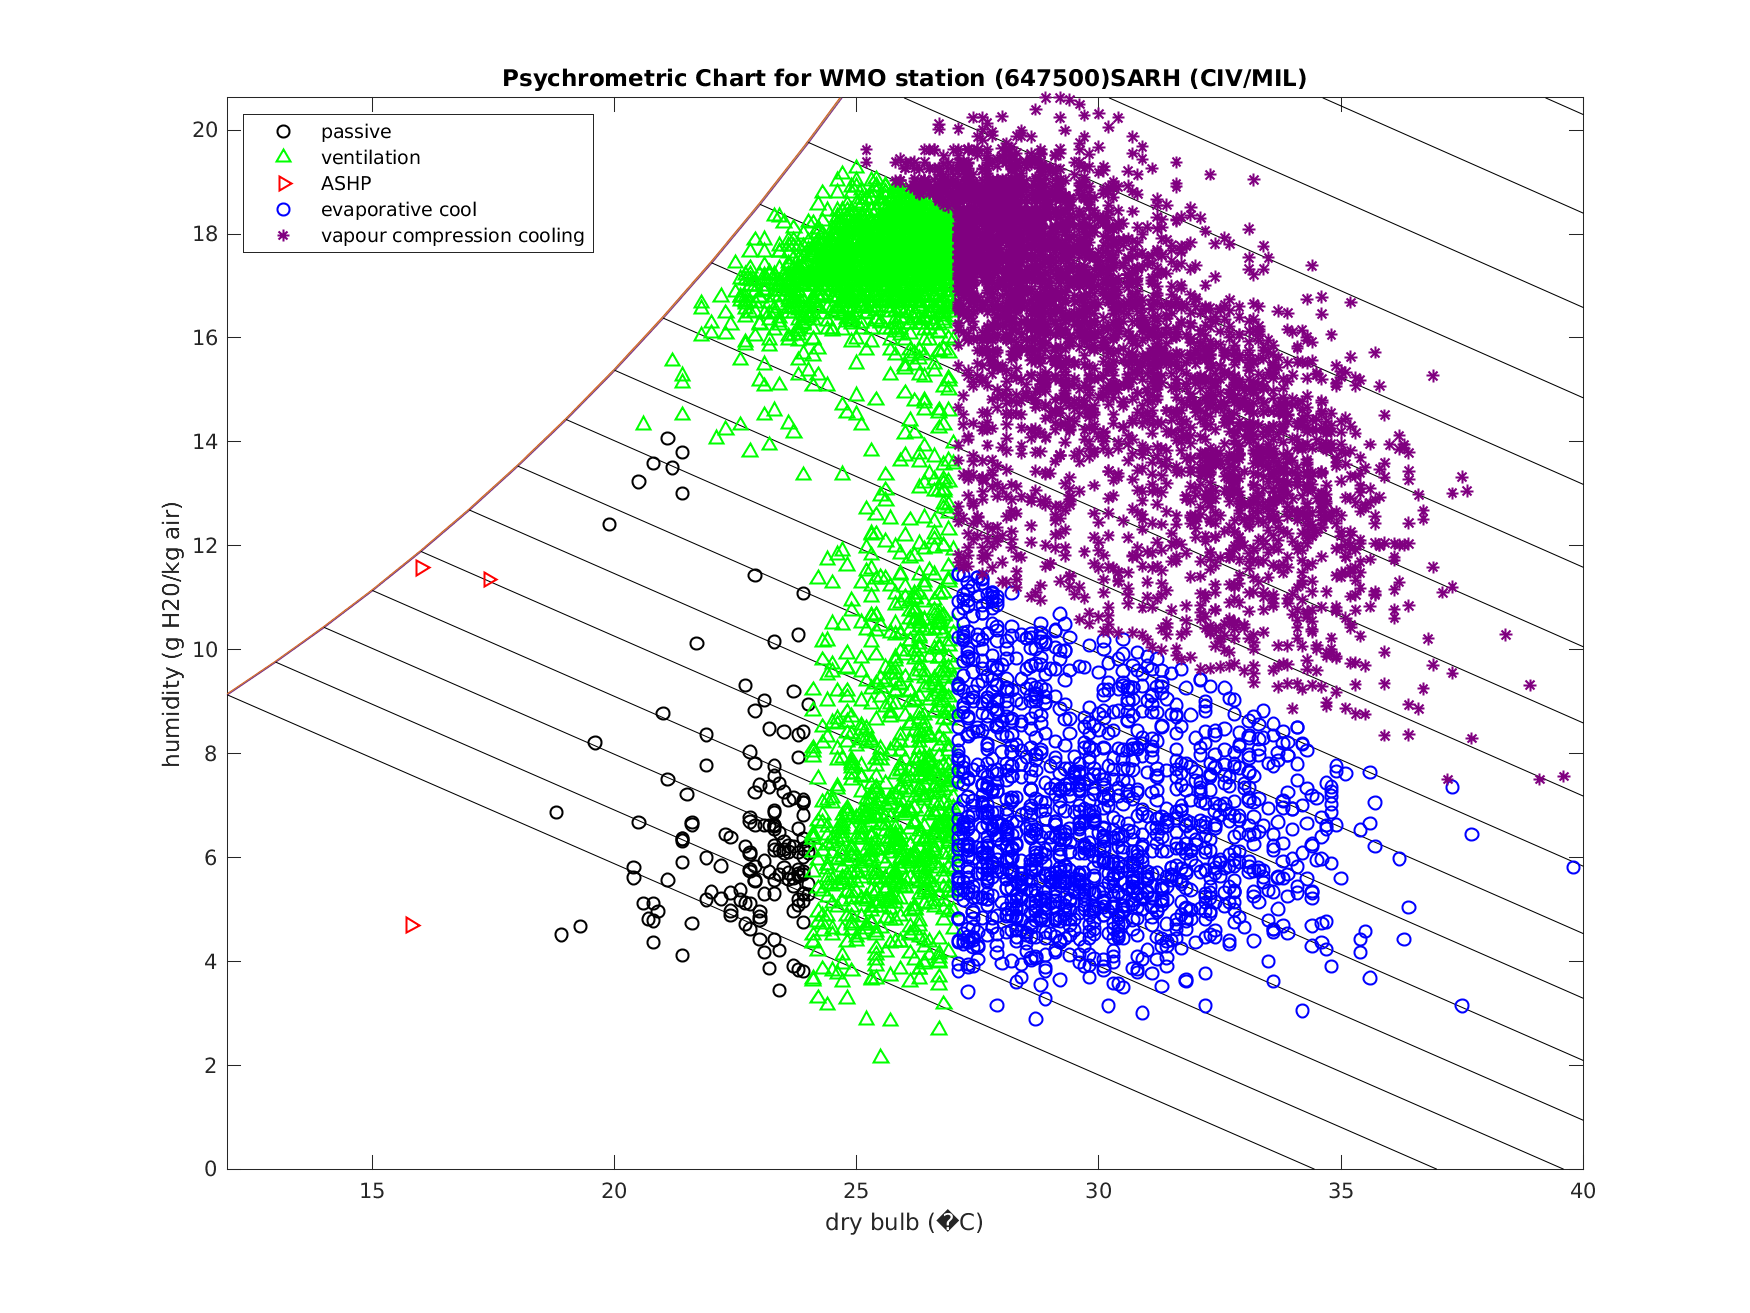 Psychrometric Chart for WMO station (647500)SARH (CIV/MIL)
passive
ventilation
ASHP
evaporative cool
vapour compression cooling
humidity (g H20/kg air)
20
18
16
14
12
10
8
6
4
2
0
15
20
25
30
35
40
dry bulb (�C)